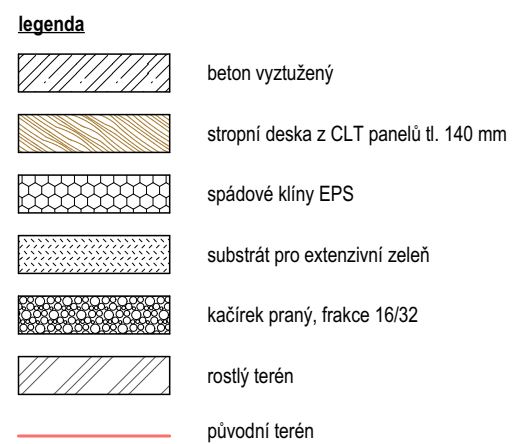 legenda
beton vyztužený
stropní deska z CLT panelů tl. 140 mm
spádové klíny EPS
substrát pro extenzivní zeleň
kačírek praný, frakce 16/32
rostlý terén
původní terén